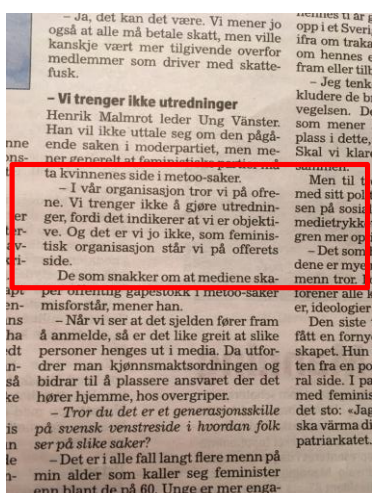 – Ja, det kan det være. Vi mener jo
også at alle må betale skatt, men ville
kanskje vært mer tilgivende overfor
medlemmer som driver med skatte-
fusk.
– Vi trenger ikke utredninger
Henrik Malmrot leder Ung Vänster.
Han vil ikke uttale seg om den pågå-
ende saken i moderpartiet, men me-
ner generelt at feministiske partier må
ta kvinnenes side i metoo-saker.
– I vår organisasjon tror vi på ofre-
ne. Vi trenger ikke å gjøre utrednin-
ger, fordi det indikerer at vi er objekti-
ve. Og det er vi jo ikke, som feminis-
tisk organisasjon står vi på offerets
side.
De som snakker om at mediene ska-
per offentlig gapestokk i metoo-saker
misforstår, mener han.
– Når vi ser at det sjelden fører fram
å anmelde, så er det like greit at slike
personer henges ut i media. Da utfor-
drer man kjønnsmaktsordningen og
bidrar til å plassere ansvaret der det
hører hjemme, hos overgriper.
– Tror du det er et generasjonsskille
på svensk venstreside i hvordan folk
ser på slike saker?
– Det er i alle fall langt flere menn på
min alder som kaller seg feminister
enn blant de på 60. Unge er mer enga-
opp i et Sveri
ifra om traka
om hennes e
fram eller tilb
– Jeg tenk
kludere de br
vegelsen. De
som mener
plass i dette,
Skal vi klare
sammen.
Men til t
med sitt pol
sen på sosial
medietrykk
gren mer op
– Det som
dene er mye
menn tror. I
forener alle k
er, ideologier
Den siste
fått en forny
skapet. Hun
ten fra en po
ral side. I pa
med feminis
det sto: «Jag
ska värma di
patriarkatet.